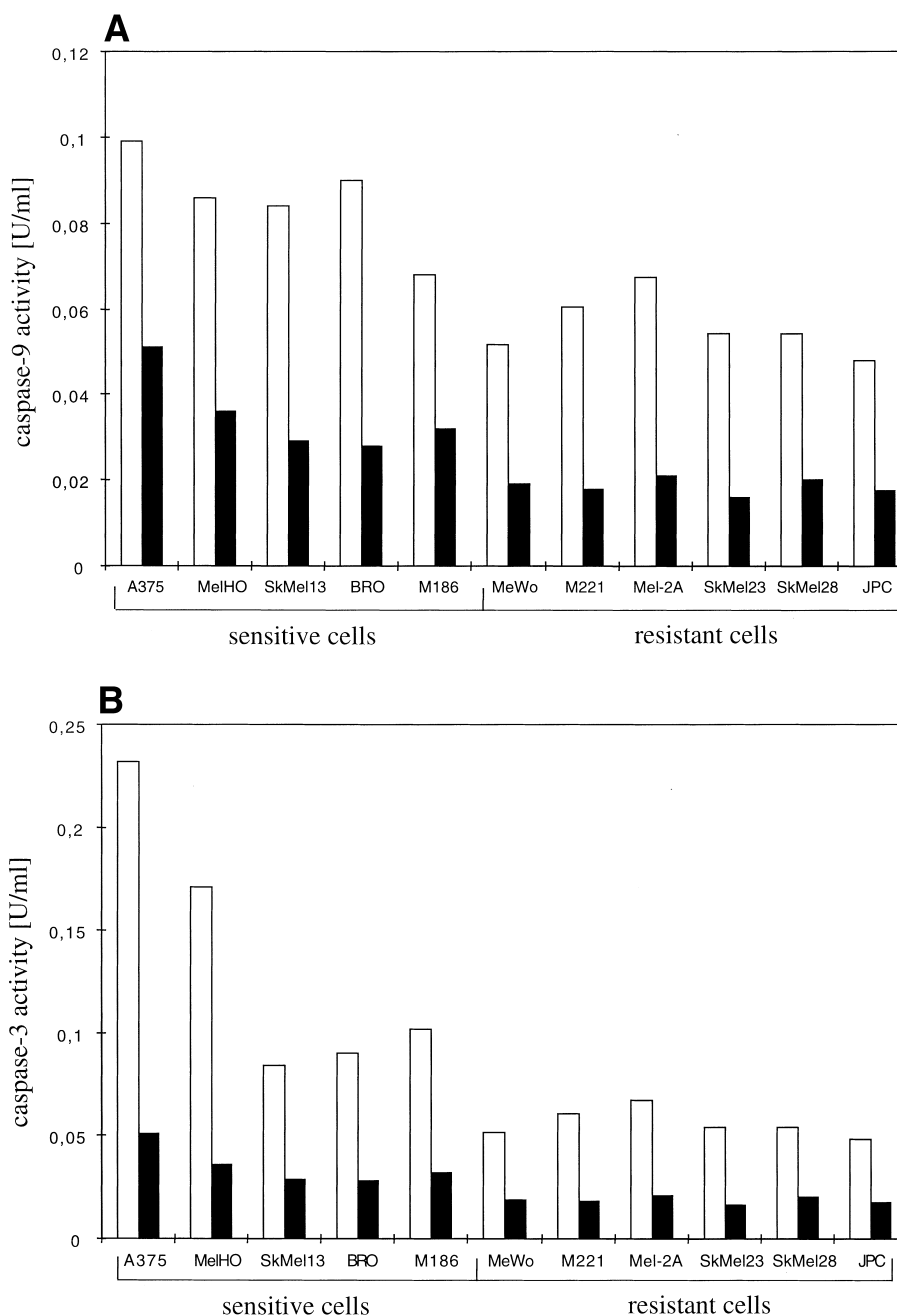 A
0,12
0,1
0,08
0,06
0,04
0,02
0
caspase-9 activity [U/ml]
A375 MelHO SkMel13 BRO M186 MeWo M221 Mel-2A SkMel23 SkMel28 JPC
sensitive cells resistant cells
B
0,25
0,2
0,15
0,1
0,05
0
caspase-3 activity [U/ml]
A375 MelHO SkMel13 BRO M186 MeWo M221 Mel-2A SkMel23 SkMel28 JPC
sensitive cells resistant cells